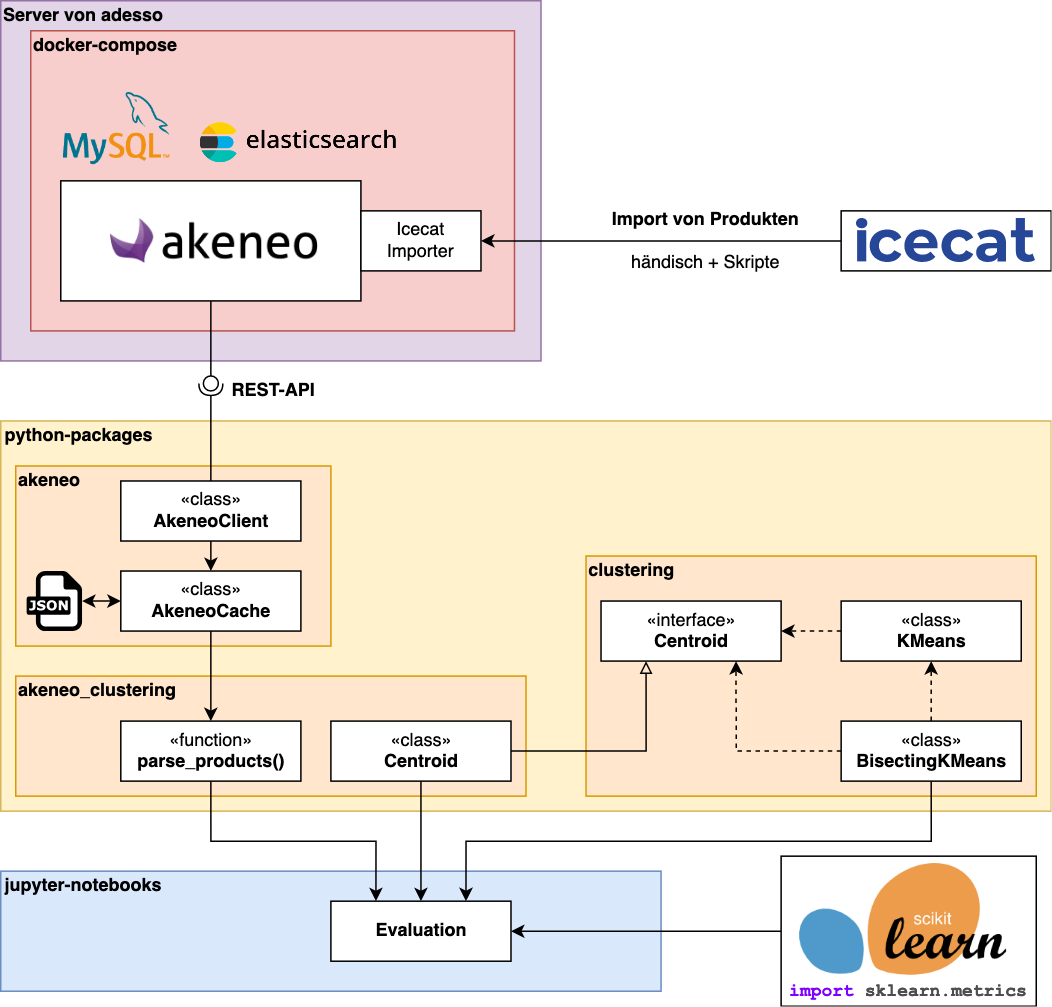 Server von adesso
docker-compose
MySQL™
elasticsearch
akeneo
Icecat
Importer
Import von Produkten
händisch + Skripte
icecat
REST-API
python-packages
akeneo
«class»
AkeneoClient
JSON
«class»
AkeneoCache
akeneo_clustering
«function»
parse_products()
«class»
Centroid
clustering
«interface»
Centroid
«class»
KMeans
«class»
BisectingKMeans
jupyter-notebooks
Evaluation
scikit
learn
import sklearn.metrics